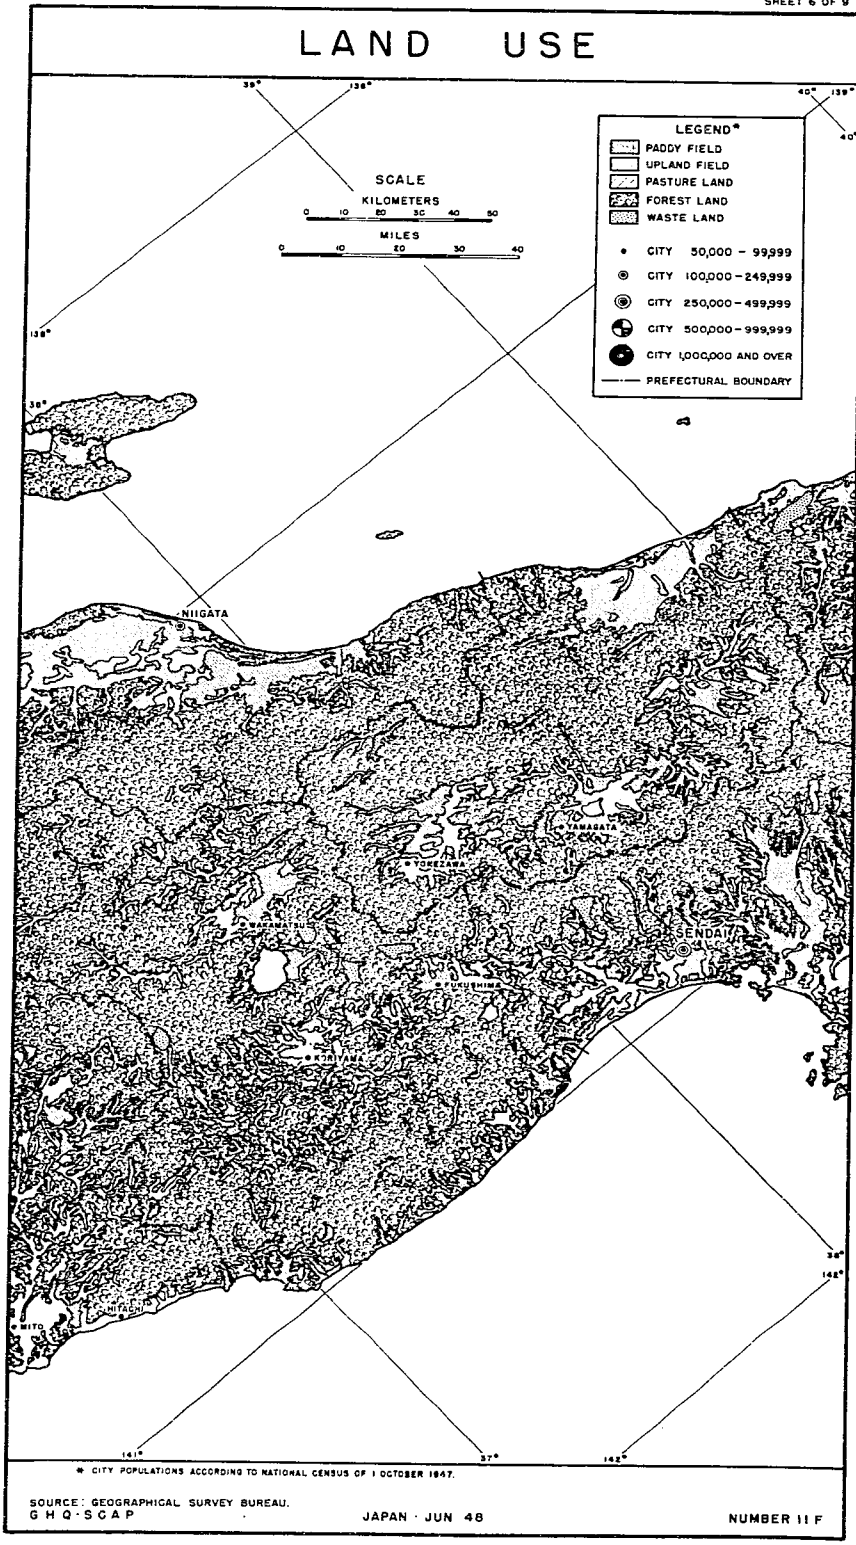 SHEET 6 OF 9
LAND USE
39°
138°
40°
139°
40°
LEGEND*
PADDY FIELD
UPLAND FIELD
PASTURE LAND
FOREST LAND
WASTE LAND
CITY 50,000 - 99,999
CITY 100,000 - 249,999
CITY 250,000 - 499,999
CITY 500,000 - 999,999
CITY 1,000,000 AND OVER
PREFECTURAL BOUNDARY
SCALE
KILOMETERS
0 10 20 30 40 50
MILES
0 10 20 30 40
138°
38°
NIIGATA
YAMAGATA
YONEZAWA
WAKAMATSU
SENDAI
FUKUSHIMA
KORIYAMA
38°
142°
HITACHI
MITO
141°
37°
142°
* CITY POPULATIONS ACCORDING TO NATIONAL CENSUS OF 1 OCTOBER 1947.
SOURCE: GEOGRAPHICAL SURVEY BUREAU.
G H Q - S C A P
JAPAN - JUN 48
NUMBER 11 F